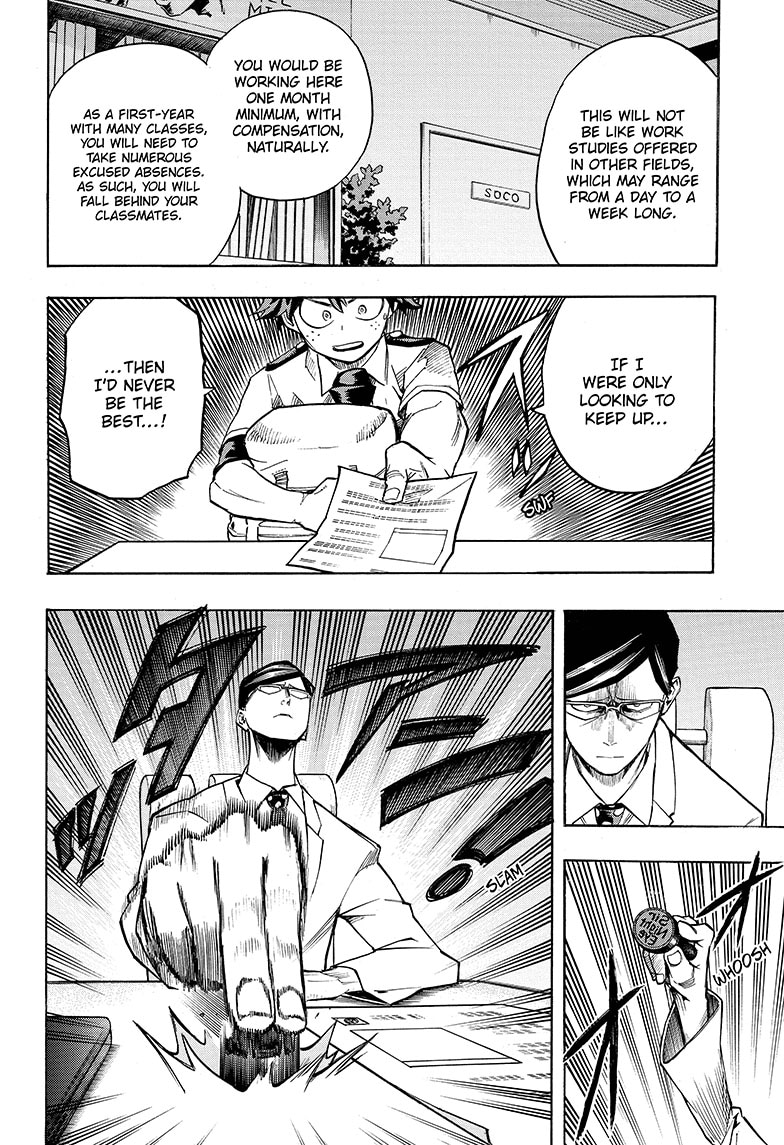 THIS WILL NOT
BE LIKE WORK
STUDIES OFFERED
IN OTHER FIELDS,
WHICH MAY RANGE
FROM A DAY TO A
WEEK LONG.
YOU WOULD BE
WORKING HERE
ONE MONTH
MINIMUM, WITH
COMPENSATION,
NATURALLY.
AS A FIRST-YEAR
WITH MANY CLASSES,
YOU WILL NEED TO
TAKE NUMEROUS
EXCUSED ABSENCES.
AS SUCH, YOU WILL
FALL BEHIND YOUR
CLASSMATES.
SOCO
IF I
WERE ONLY
LOOKING TO
KEEP UP...
...THEN
I'D NEVER
BE THE
BEST...!
SWF
WHOOSH
SLAM